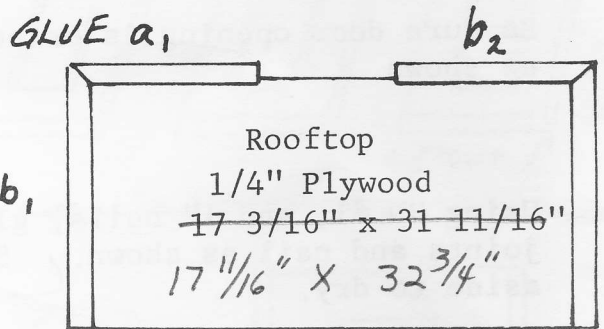 GLUE a₁
b₂
Rooftop
1/4" Plywood
b₁
17 3/16" x 31 11/16"
17 11/16" X 32 3/4"